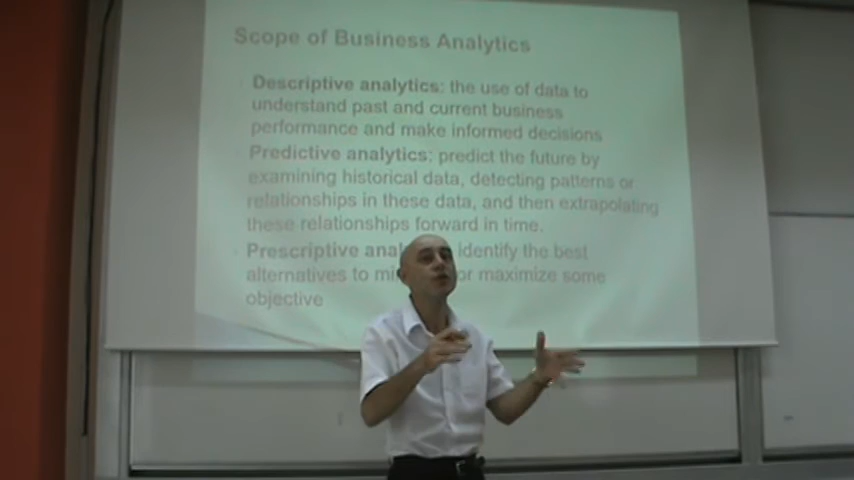 Scope of Business Analytics
Descriptive analytics: the use of data to
understand past and current business
performance and make informed decisions
Predictive analytics: predict the future by
examining historical data, detecting patterns or
relationships in these data, and then extrapolating
these relationships forward in time.
Prescriptive identify the best
alternatives to or maximize some
objective